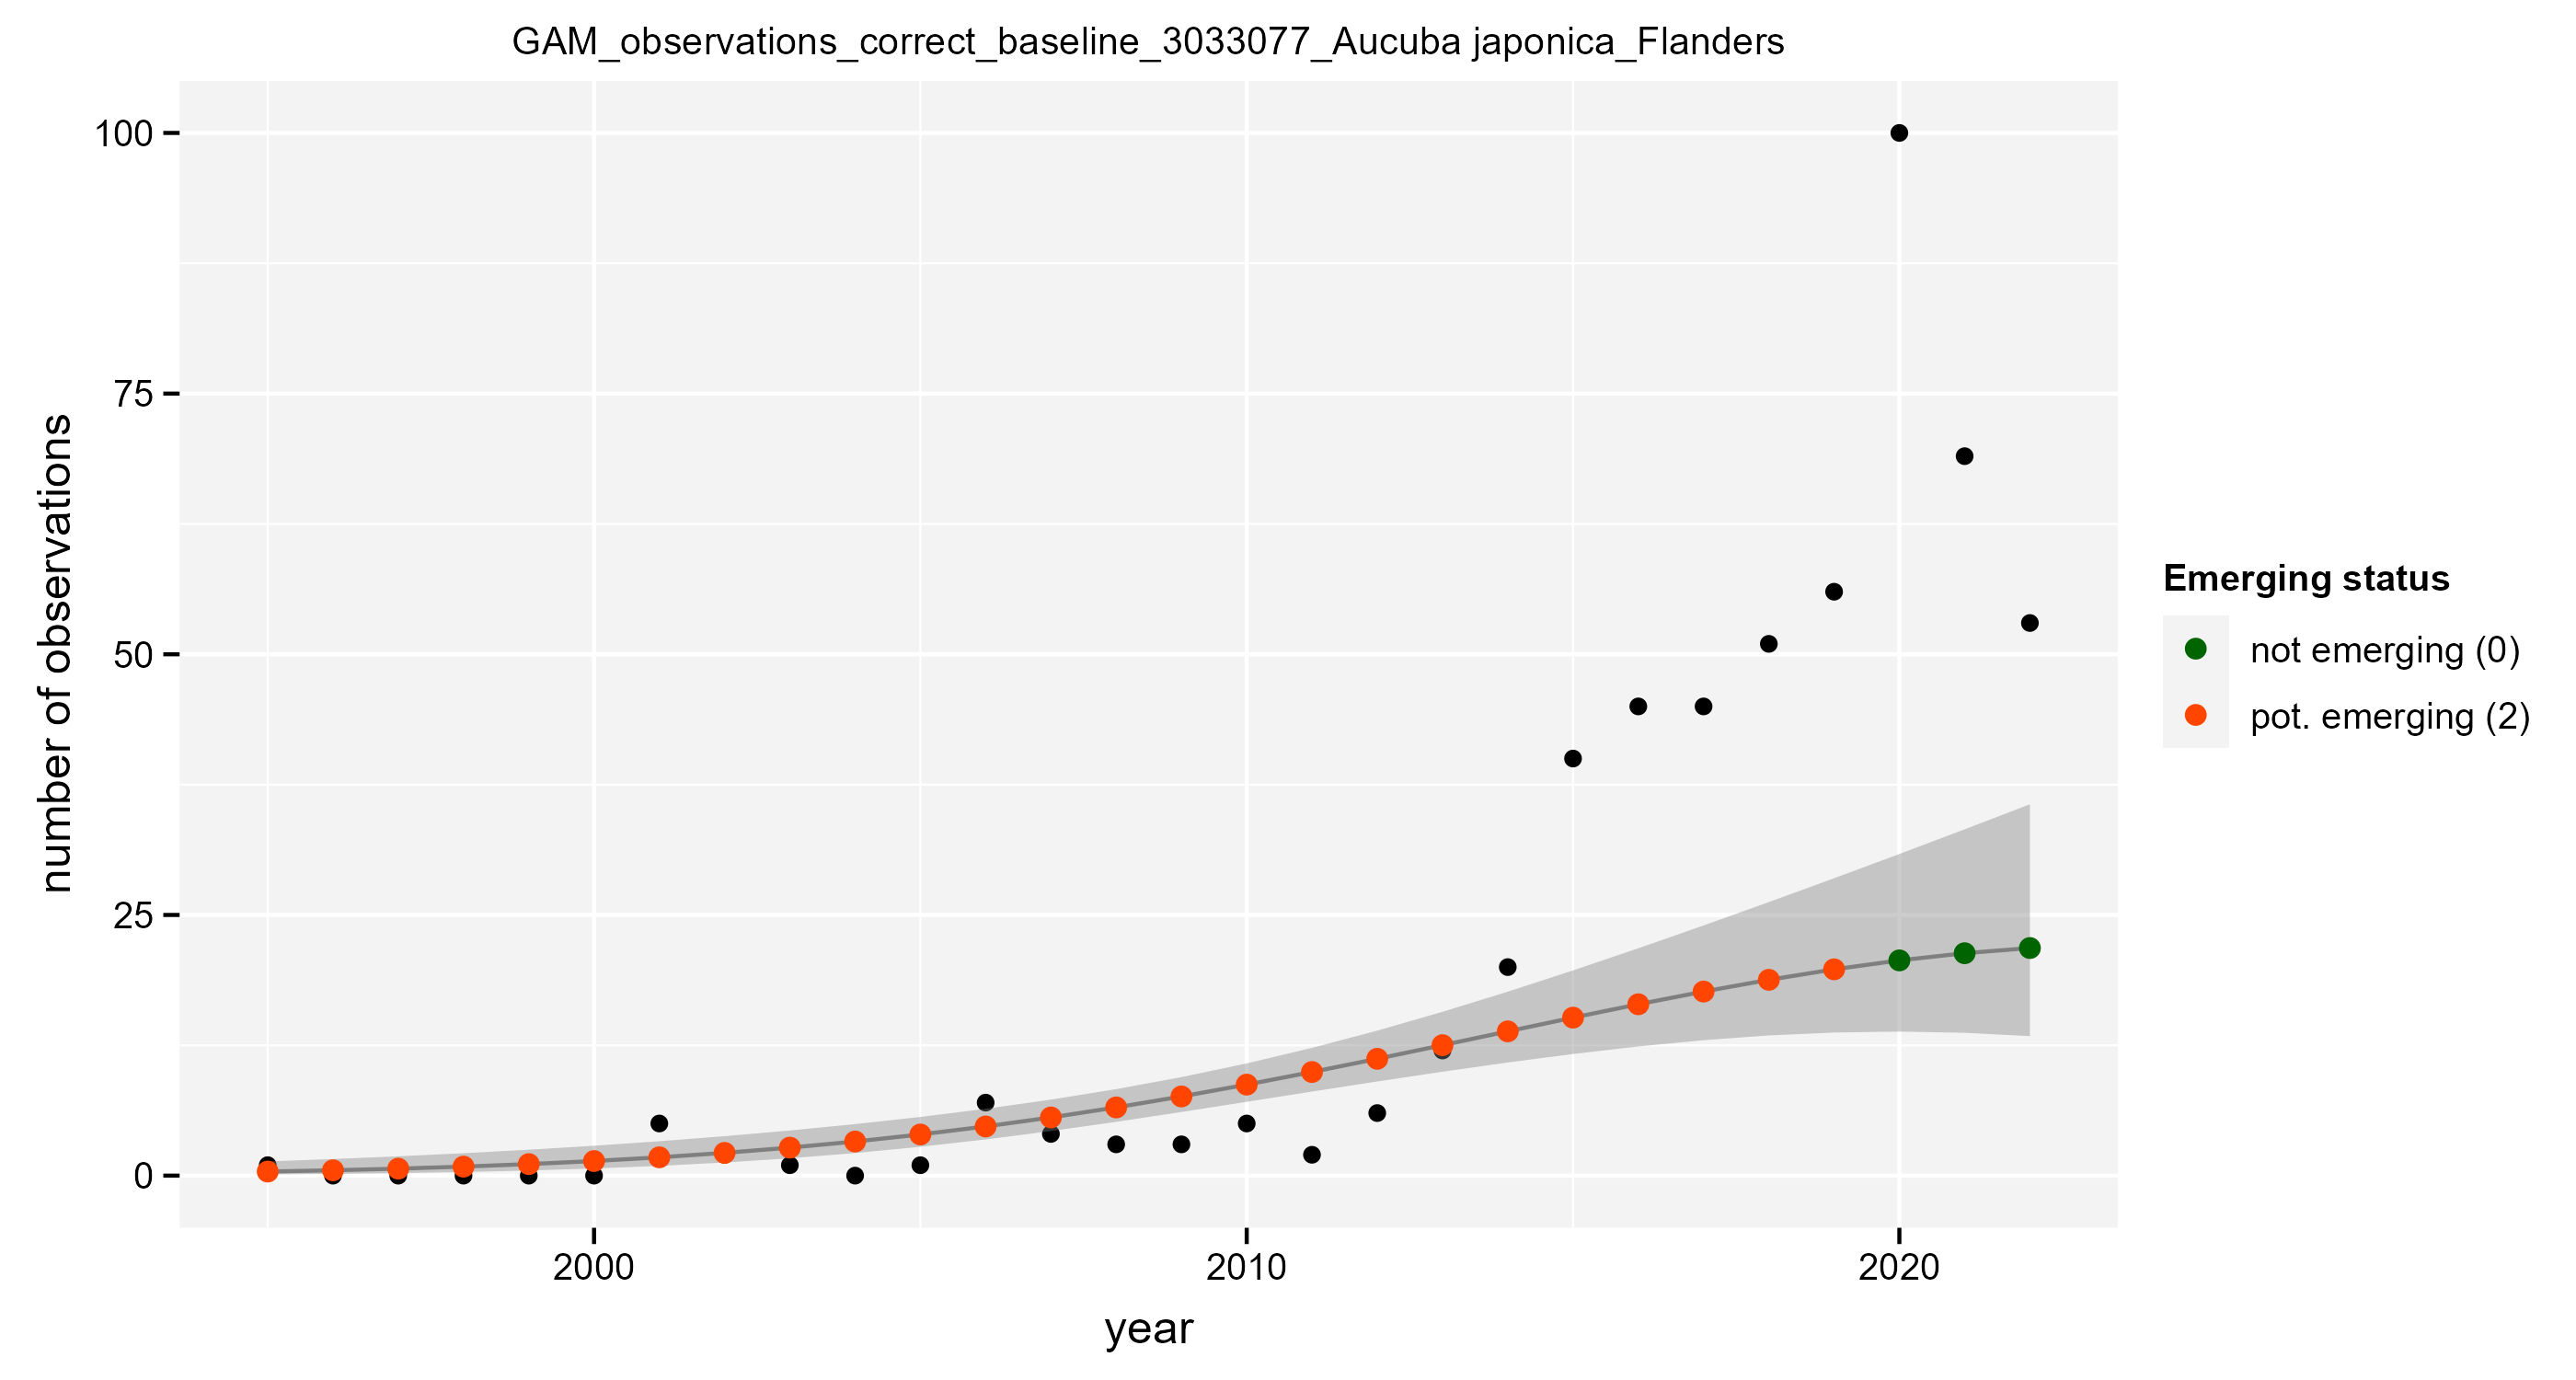 GAM_observations_correct_baseline_3033077_Aucuba japonica_Flanders
100
75
50
25
0
number of observations
2000
2010
2020
year
Emerging status
not emerging (0)
pot. emerging (2)